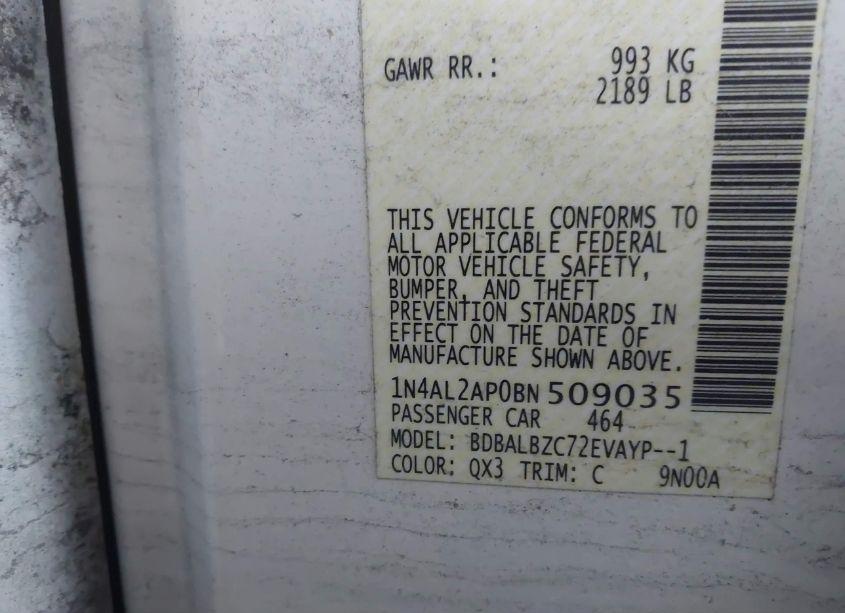 GAWR RR.: 993 KG
2189 LB
THIS VEHICLE CONFORMS TO
ALL APPLICABLE FEDERAL
MOTOR VEHICLE SAFETY,
BUMPER, AND THEFT
PREVENTION STANDARDS IN
EFFECT ON THE DATE OF
MANUFACTURE SHOWN ABOVE.
1N4AL2AP0BN 509035
PASSENGER CAR 464
MODEL: BDBALBZC72EVAYP--1
COLOR: QX3 TRIM: C 9N00A